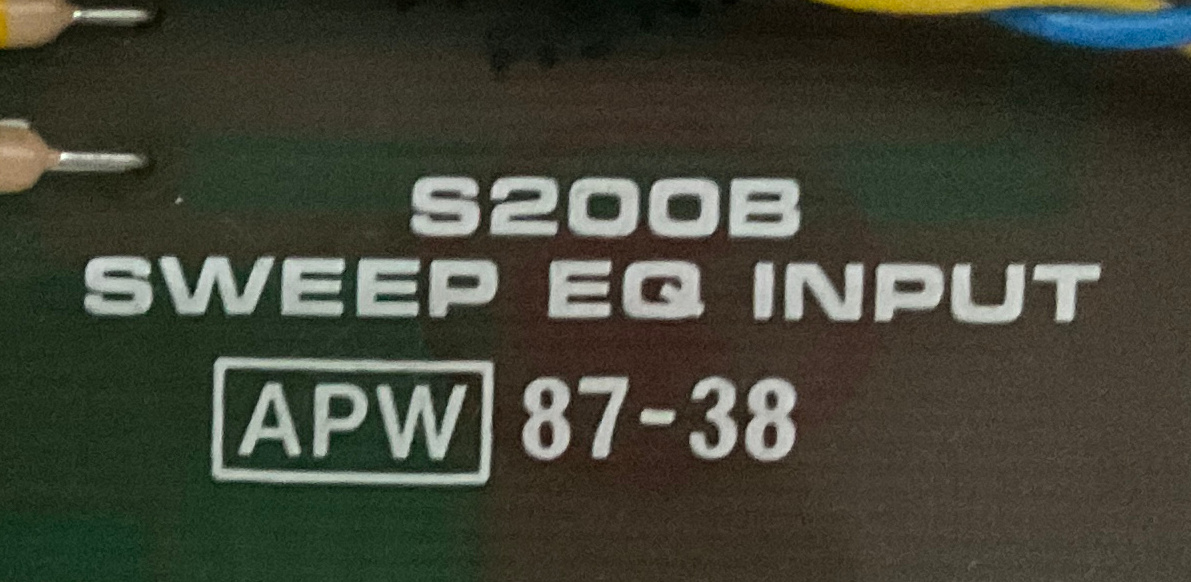 S200B
SWEEP EQ INPUT
APW 87-38